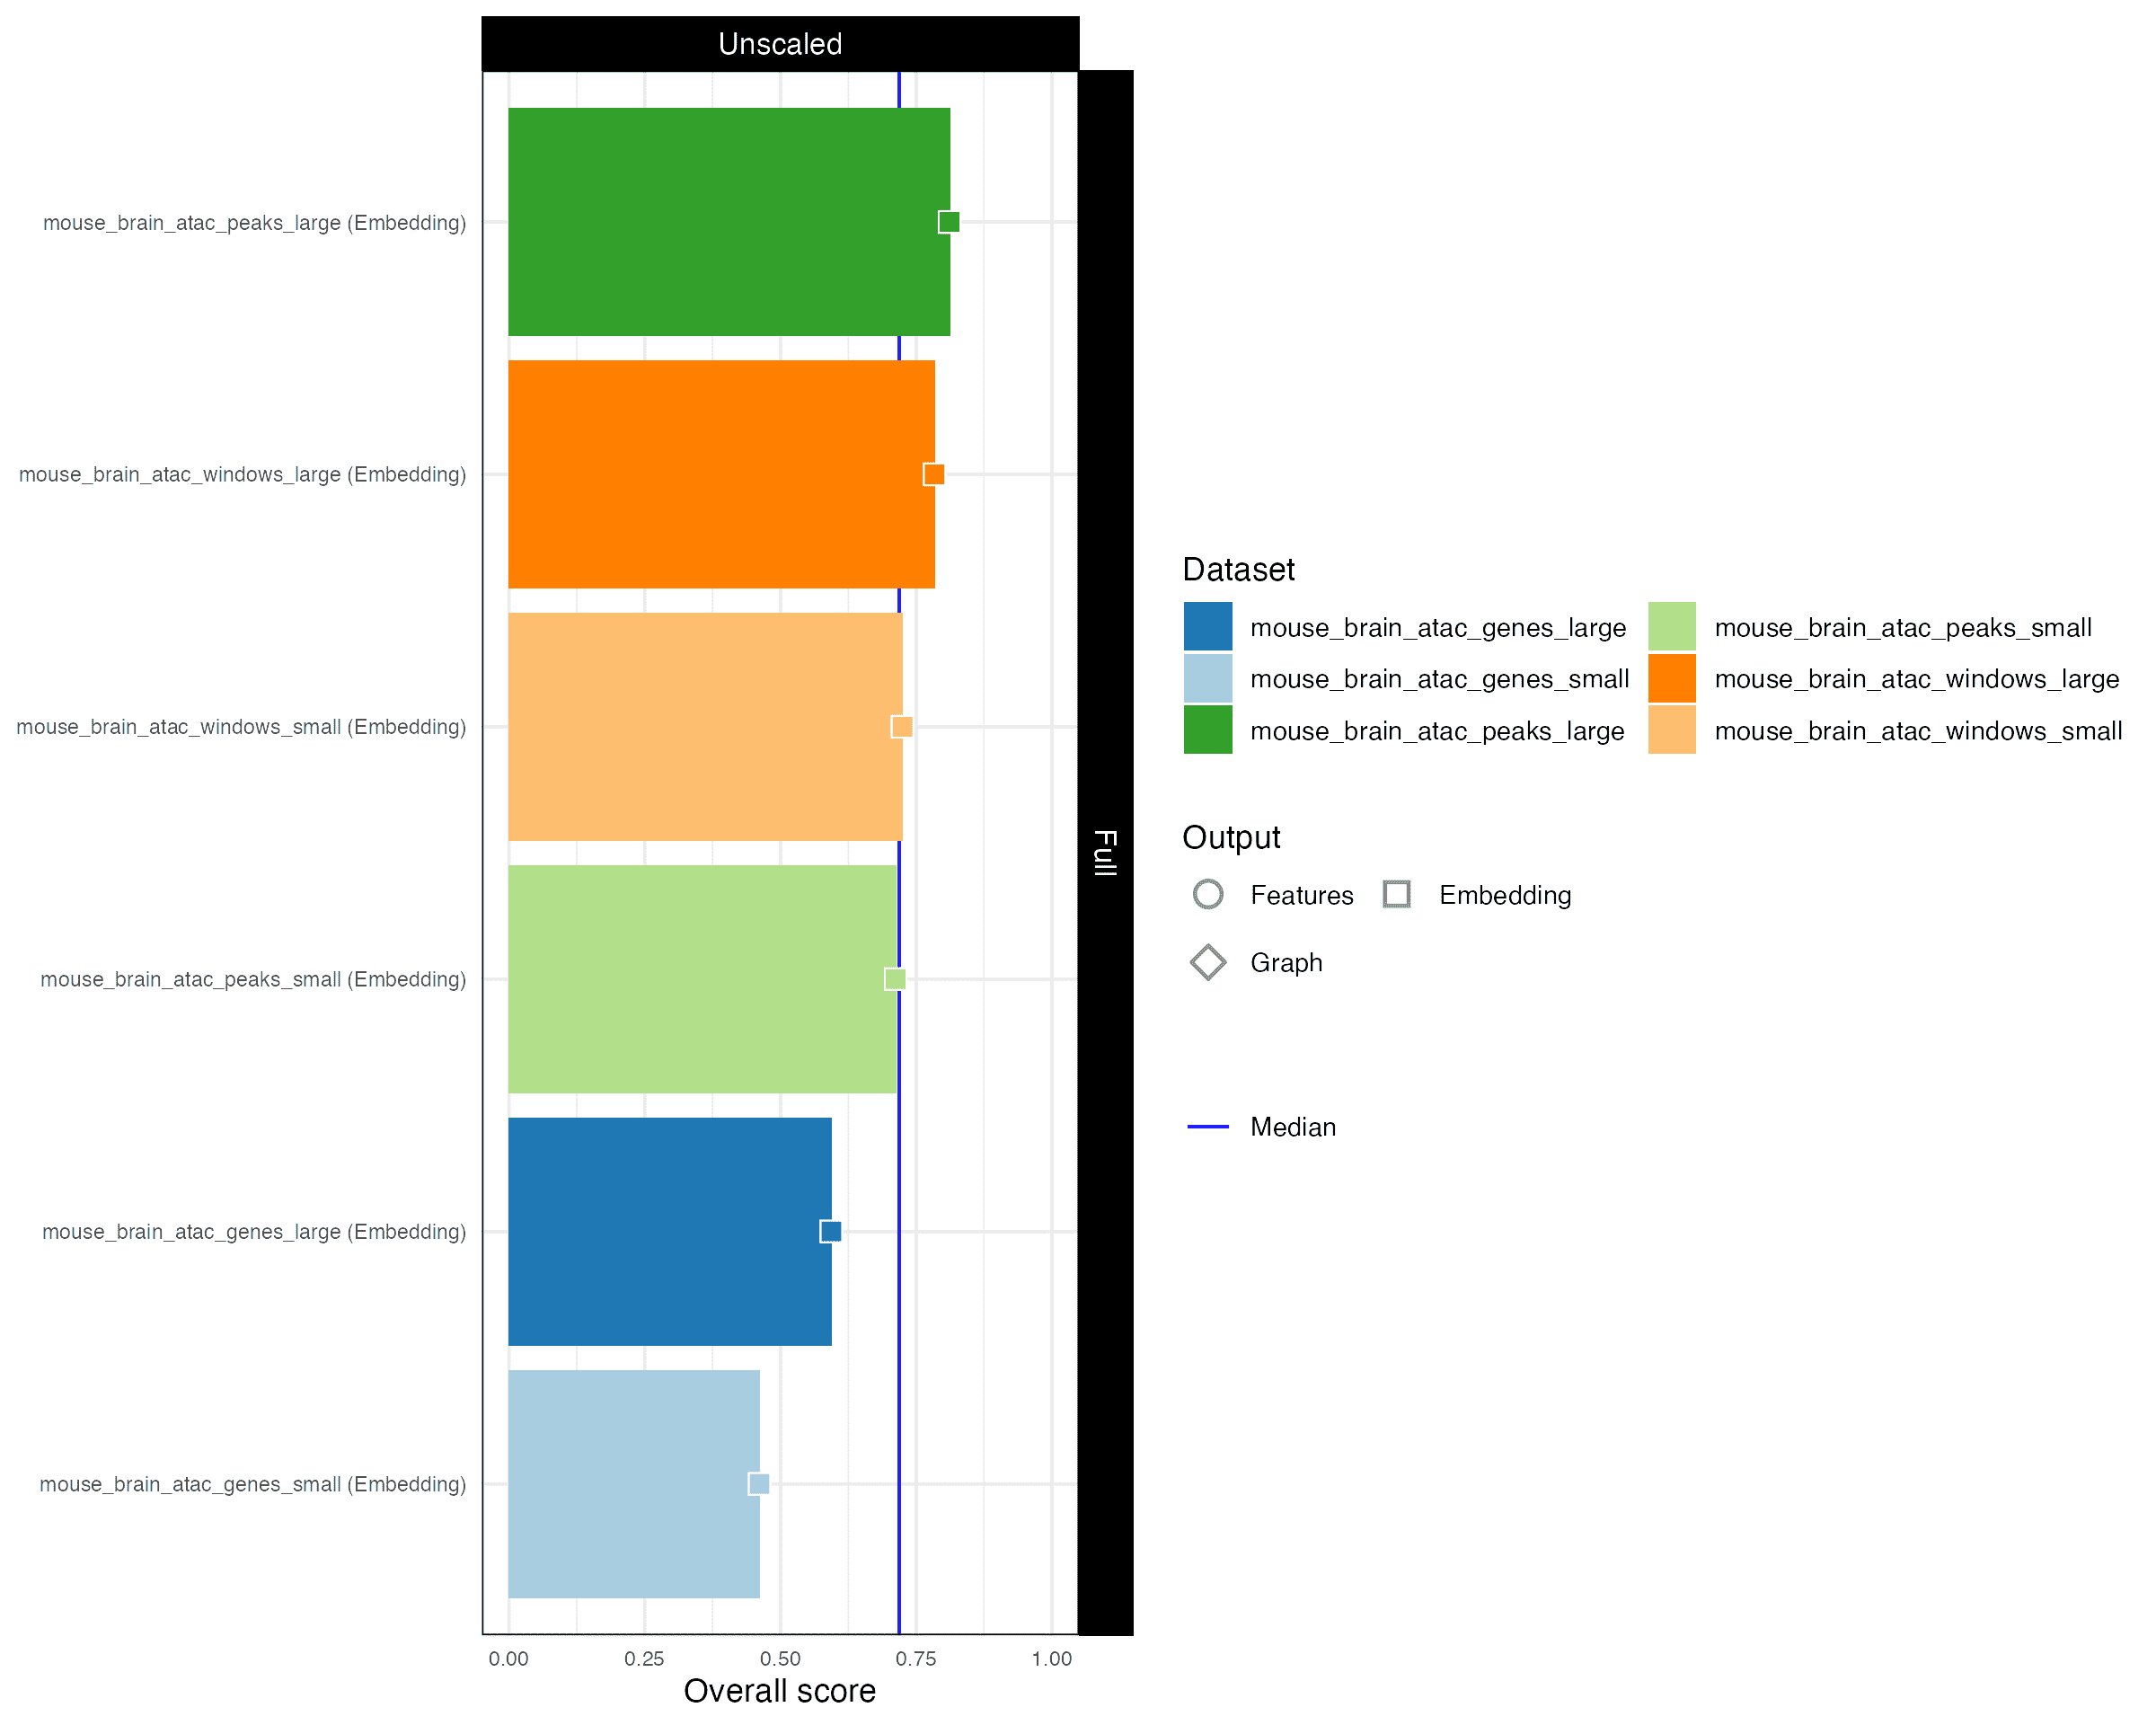 Unscaled
mouse_brain_atac_peaks_large (Embedding)
mouse_brain_atac_windows_large (Embedding)
mouse_brain_atac_windows_small (Embedding)
mouse_brain_atac_peaks_small (Embedding)
mouse_brain_atac_genes_large (Embedding)
mouse_brain_atac_genes_small (Embedding)
0.00 0.25 0.50 0.75 1.00
Overall score
Full
Dataset
mouse_brain_atac_genes_large mouse_brain_atac_peaks_small
mouse_brain_atac_genes_small mouse_brain_atac_windows_large
mouse_brain_atac_peaks_large mouse_brain_atac_windows_small
Output
Features Embedding
Graph
Median